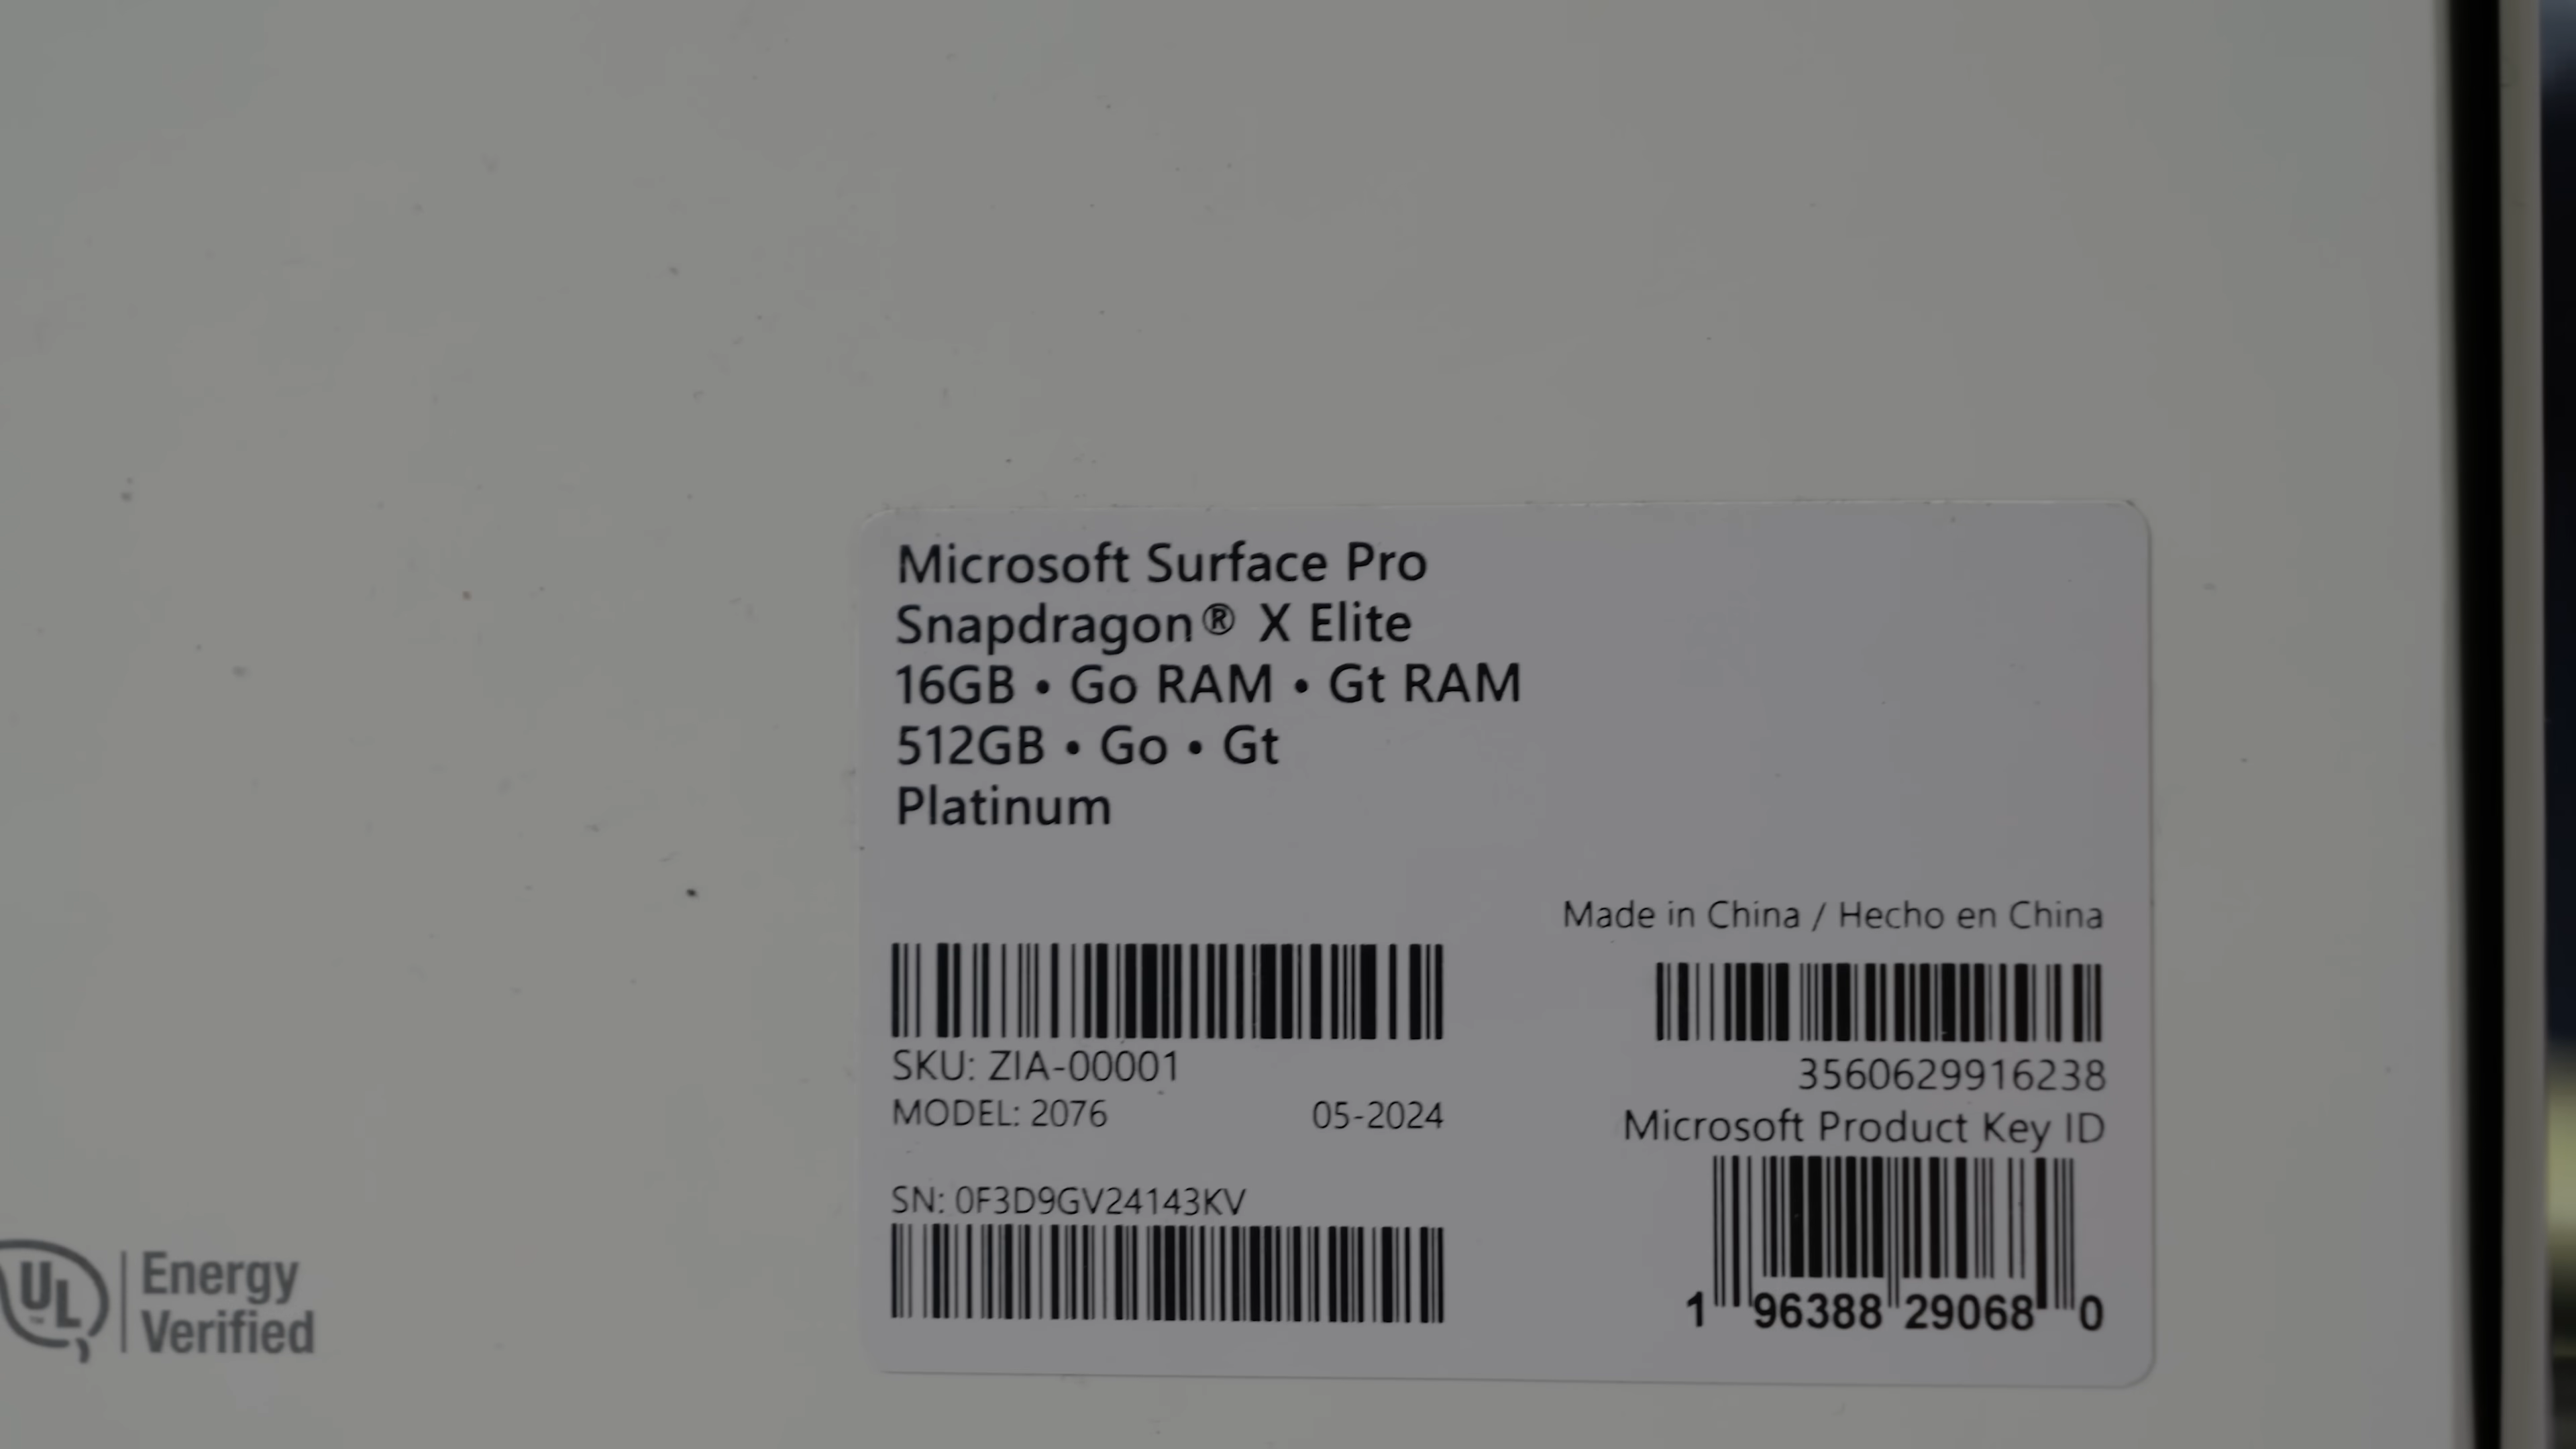 Microsoft Surface Pro
Snapdragon® X Elite
16GB • Go RAM • Gt RAM
512GB • Go • Gt
Platinum
Made in China / Hecho en China
SKU: ZIA-00001
MODEL: 2076 05-2024
3560629916238
Microsoft Product Key ID
SN: 0F3D9GV24143KV
1 96388 29068 0
UL ™
Energy
Verified